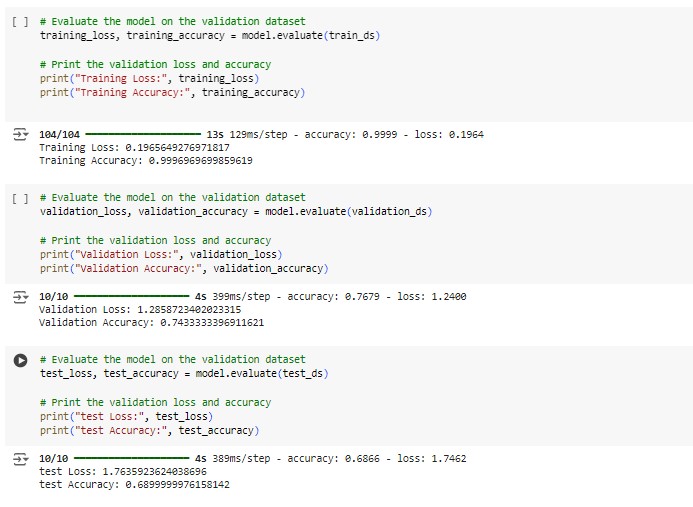 [ ] # Evaluate the model on the validation dataset
training_loss, training_accuracy = model.evaluate(train_ds)
# Print the validation loss and accuracy
print("Training Loss:", training_loss)
print("Training Accuracy:", training_accuracy)
104/104 13s 129ms/step - accuracy: 0.9999 - loss: 0.1964
Training Loss: 0.1965649276971817
Training Accuracy: 0.9996969699859619
[ ] # Evaluate the model on the validation dataset
validation_loss, validation_accuracy = model.evaluate(validation_ds)
# Print the validation loss and accuracy
print("Validation Loss:", validation_loss)
print("Validation Accuracy:", validation_accuracy)
10/10 4s 399ms/step - accuracy: 0.7679 - loss: 1.2400
Validation Loss: 1.2858723402023315
Validation Accuracy: 0.7433333396911621
# Evaluate the model on the validation dataset
test_loss, test_accuracy = model.evaluate(test_ds)
# Print the validation loss and accuracy
print("test Loss:", test_loss)
print("test Accuracy:", test_accuracy)
10/10 4s 389ms/step - accuracy: 0.6866 - loss: 1.7462
test Loss: 1.7635923624038696
test Accuracy: 0.6899999976158142